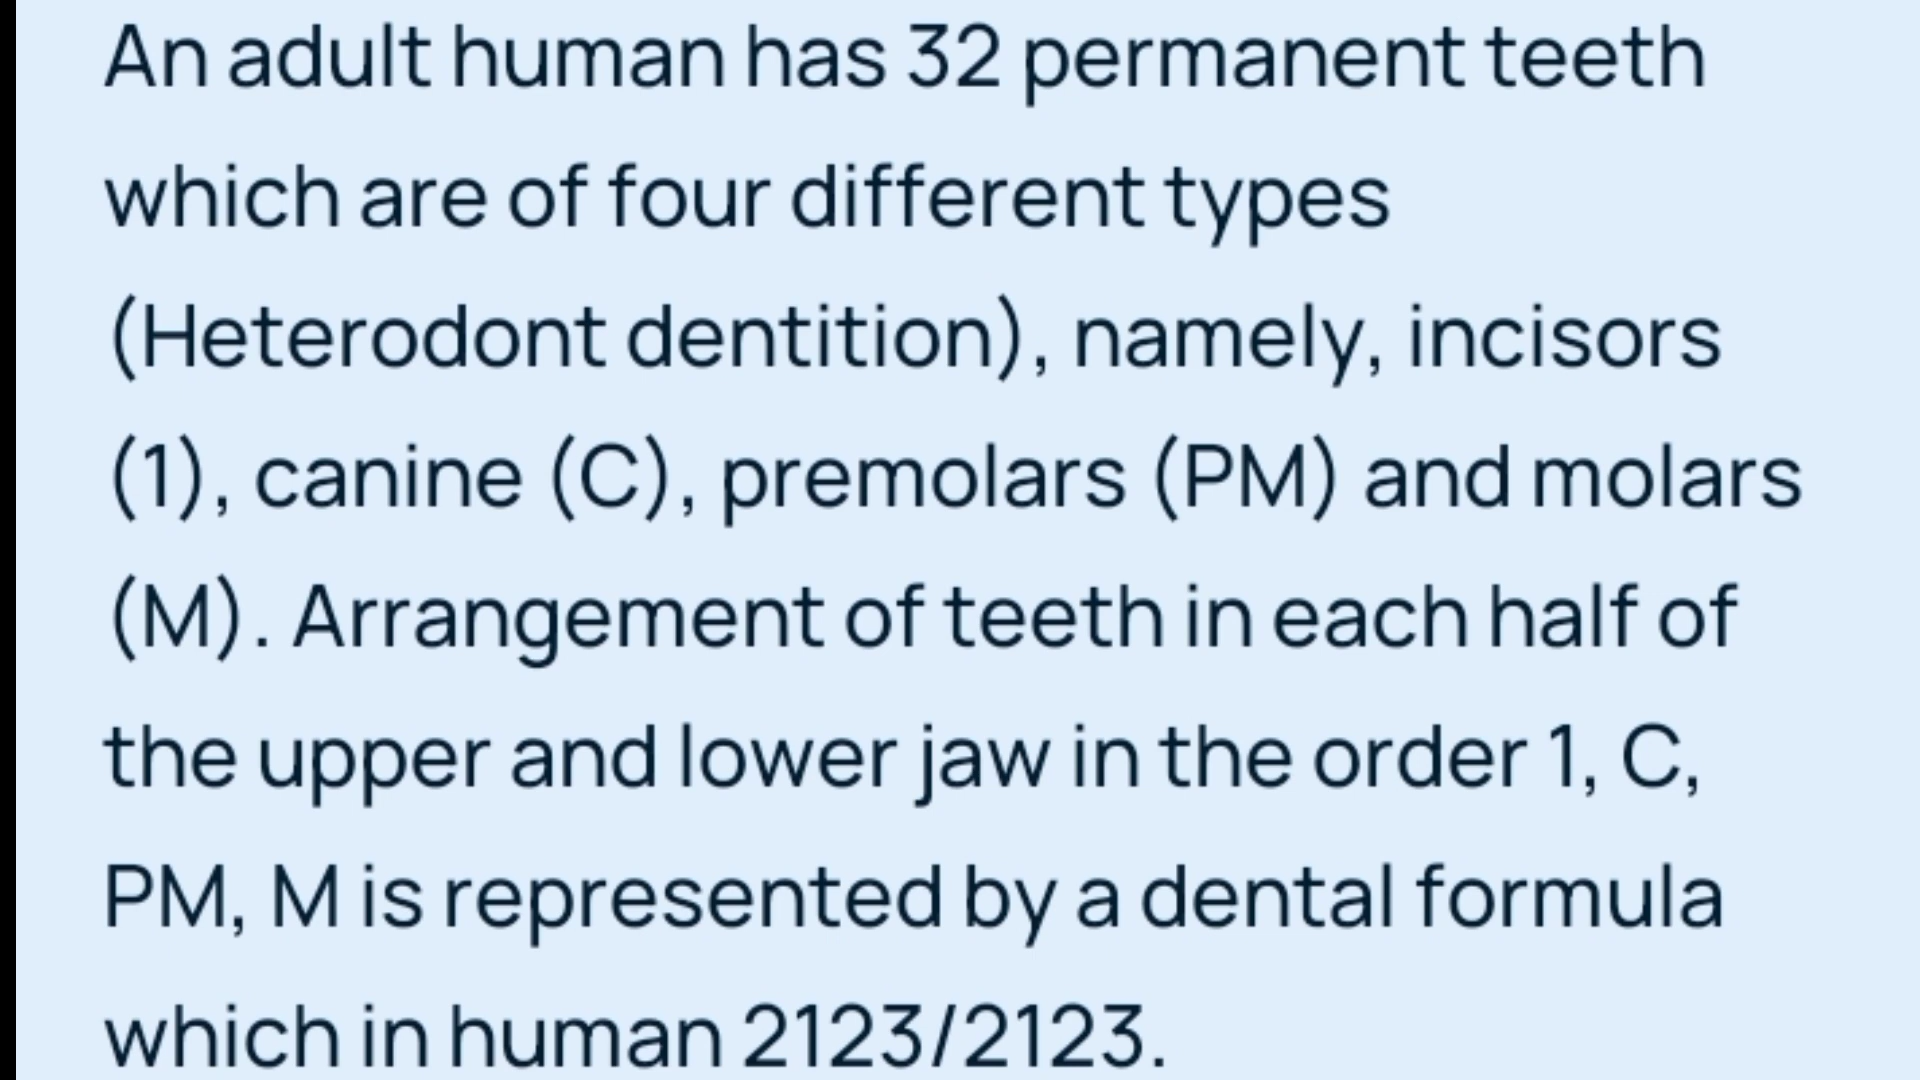 An adult human has 32 permanent teeth
which are of four different types
(Heterodont dentition), namely, incisors
(1), canine (C), premolars (PM) and molars
(M). Arrangement of teeth in each half of
the upper and lower jaw in the order 1, C,
PM, M is represented by a dental formula
which in human 2123/2123.